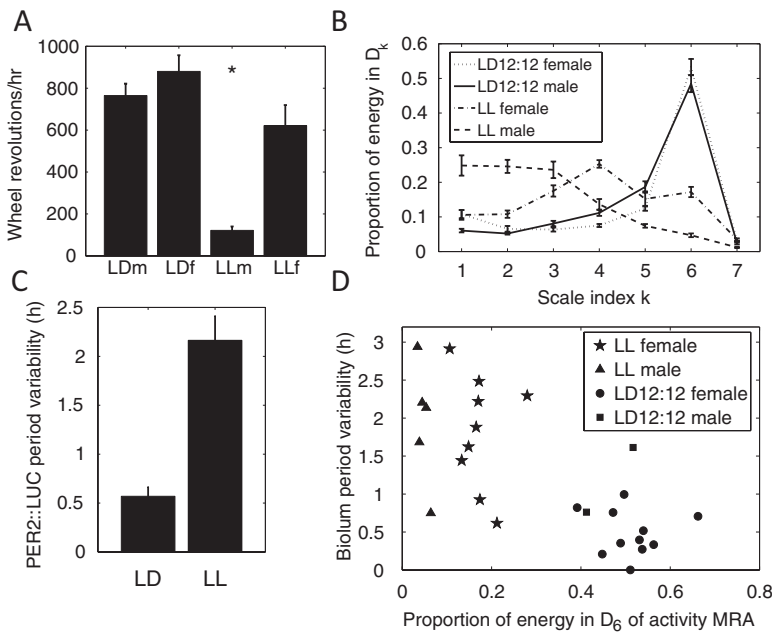 A
Wheel revolutions/hr
1000
800
600
400
200
0
*
LDm LDf LLm LLf
B
Proportion of energy in Dk
0.6
0.5
0.4
0.3
0.2
0.1
0
LD12:12 female
LD12:12 male
LL female
LL male
1 2 3 4 5 6 7
Scale index k
C
PER2::LUC period variability (h)
2.5
2
1.5
1
0.5
0
LD LL
D
Biolum period variability (h)
3
2.5
2
1.5
1
0.5
0
LL female
LL male
LD12:12 female
LD12:12 male
0 0.2 0.4 0.6 0.8
Proportion of energy in D6 of activity MRA